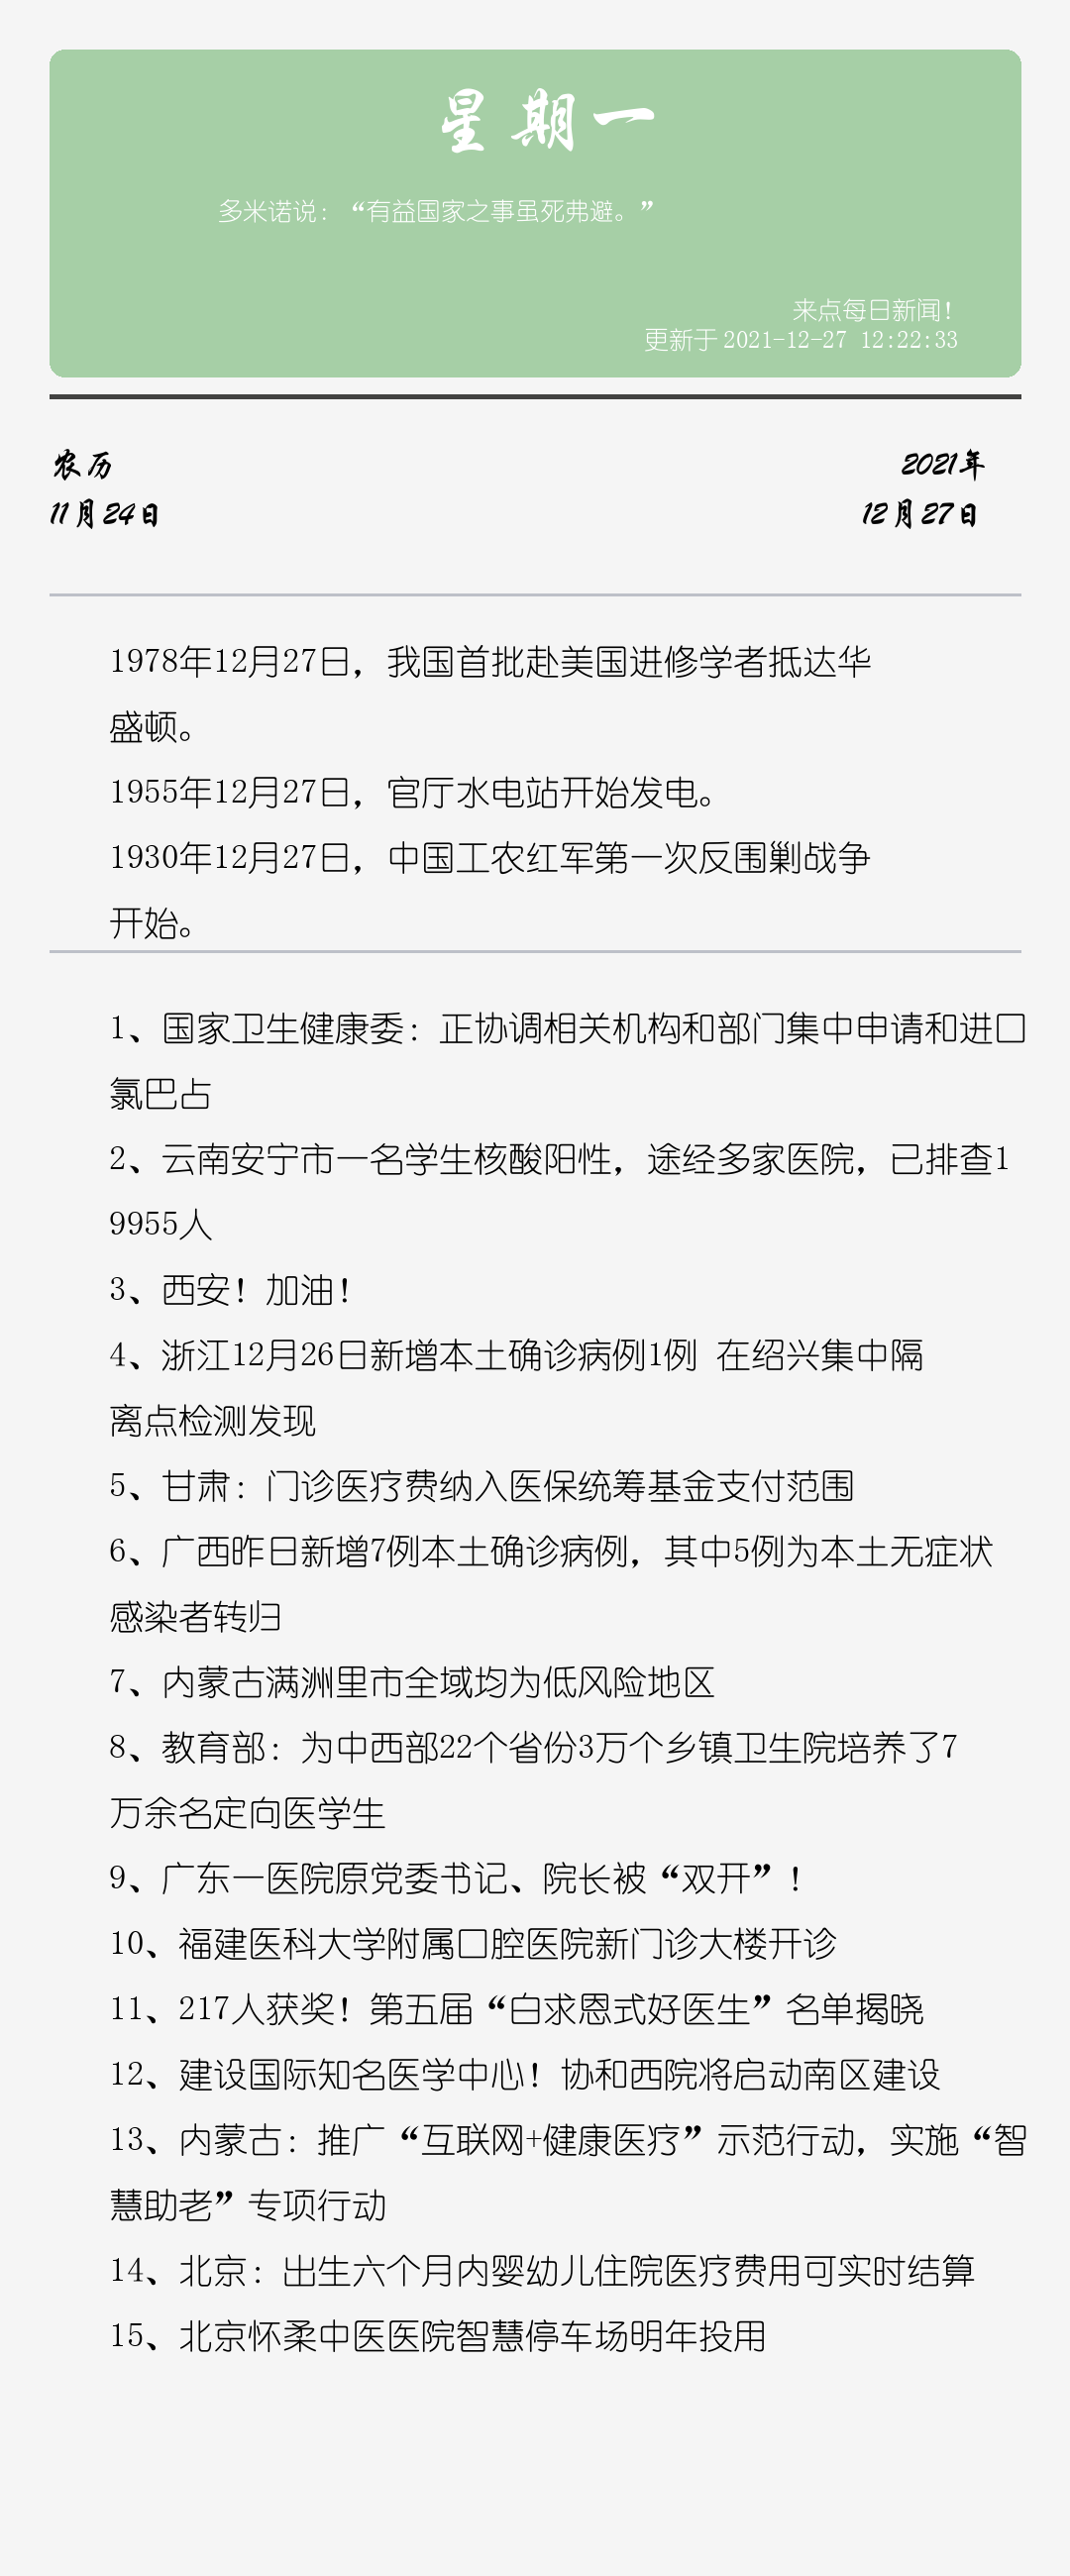 星期一
多米诺说：“有益国家之事虽死弗避。”
来点每日新闻！
更新于 2021-12-27 12:22:33
农历
2021年
11月24日
12月27日
1978年12月27日，我国首批赴美国进修学者抵达华
盛顿。
1955年12月27日，官厅水电站开始发电。
1930年12月27日，中国工农红军第一次反围剿战争
开始。
1、国家卫生健康委：正协调相关机构和部门集中申请和进口
氯巴占
2、云南安宁市一名学生核酸阳性，途经多家医院，已排查1
9955人
3、西安！加油！
4、浙江12月26日新增本土确诊病例1例 在绍兴集中隔
离点检测发现
5、甘肃：门诊医疗费纳入医保统筹基金支付范围
6、广西昨日新增7例本土确诊病例，其中5例为本土无症状
感染者转归
7、内蒙古满洲里市全域均为低风险地区
8、教育部：为中西部22个省份3万个乡镇卫生院培养了7
万余名定向医学生
9、广东一医院原党委书记、院长被“双开”！
10、福建医科大学附属口腔医院新门诊大楼开诊
11、217人获奖！第五届“白求恩式好医生”名单揭晓
12、建设国际知名医学中心！协和西院将启动南区建设
13、内蒙古：推广“互联网+健康医疗”示范行动，实施“智
慧助老”专项行动
14、北京：出生六个月内婴幼儿住院医疗费用可实时结算
15、北京怀柔中医医院智慧停车场明年投用